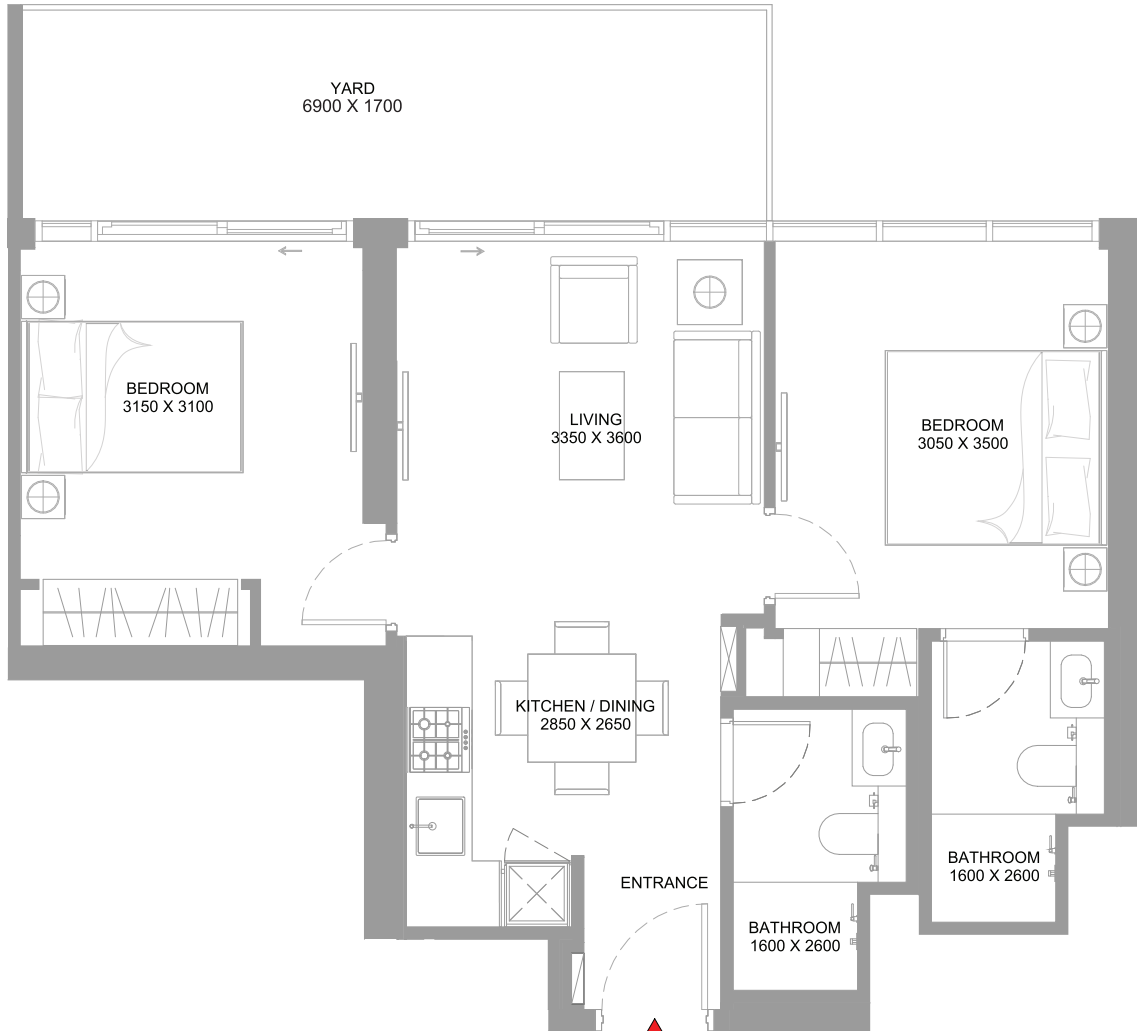 YARD
6900 X 1700
BEDROOM
3150 X 3100
LIVING
3350 X 3600
BEDROOM
3050 X 3500
KITCHEN / DINING
2850 X 2650
ENTRANCE
BATHROOM
1600 X 2600
BATHROOM
1600 X 2600